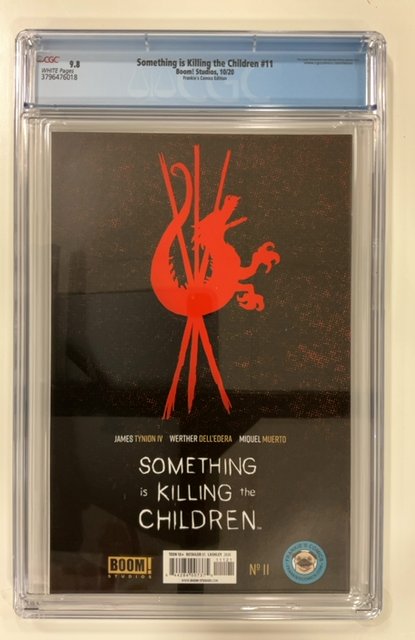 CGC
9.8
WHITE Pages
3796476018
Something is Killing the Children #11
Boom! Studios, 10/20
Frankie's Comics Edition
JAMES TYNION IV WERTHER DELL'EDERA MIQUEL MUERTO
SOMETHING
is KILLING the
CHILDREN
BOOM!
STUDIOS
Nº 11